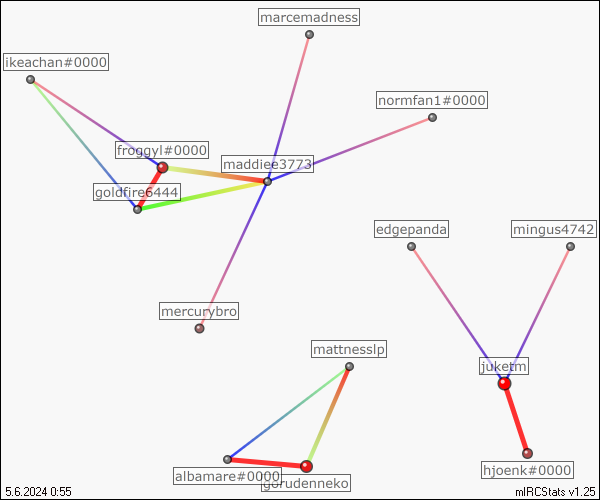 marcemadness
ikeachan#0000
normfan1#0000
froggyl#0000
maddiee3773
goldfire6444
edgepanda
mingus4742
mercurybro
mattnesslp
juketm
hjoenk#0000
albamare#0000
gorudenneko
5.6.2024 0:55
mIRCStats v1.25